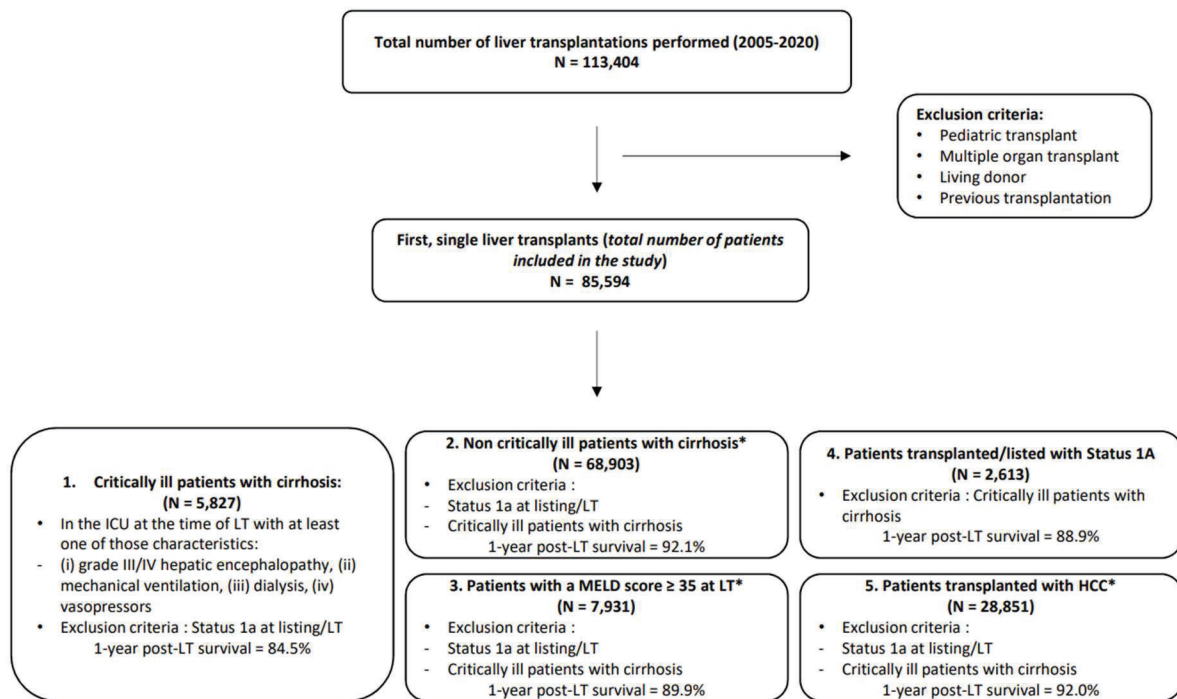 Total number of liver transplantations performed (2005-2020)
N = 113,404
Exclusion criteria:
• Pediatric transplant
• Multiple organ transplant
• Living donor
• Previous transplantation
First, single liver transplants (total number of patients
included in the study)
N = 85,594
1. Critically ill patients with cirrhosis:
(N = 5,827)
• In the ICU at the time of LT with at least
one of those characteristics:
- (i) grade III/IV hepatic encephalopathy, (ii)
mechanical ventilation, (iii) dialysis, (iv)
vasopressors
• Exclusion criteria : Status 1a at listing/LT
1-year post-LT survival = 84.5%
2. Non critically ill patients with cirrhosis*
(N = 68,903)
• Exclusion criteria :
- Status 1a at listing/LT
- Critically ill patients with cirrhosis
1-year post-LT survival = 92.1%
3. Patients with a MELD score ≥ 35 at LT*
(N = 7,931)
• Exclusion criteria :
- Status 1a at listing/LT
- Critically ill patients with cirrhosis
1-year post-LT survival = 89.9%
4. Patients transplanted/listed with Status 1A
(N = 2,613)
• Exclusion criteria : Critically ill patients with
cirrhosis
1-year post-LT survival = 88.9%
5. Patients transplanted with HCC*
(N = 28,851)
• Exclusion criteria :
- Status 1a at listing/LT
- Critically ill patients with cirrhosis
1-year post-LT survival = 92.0%